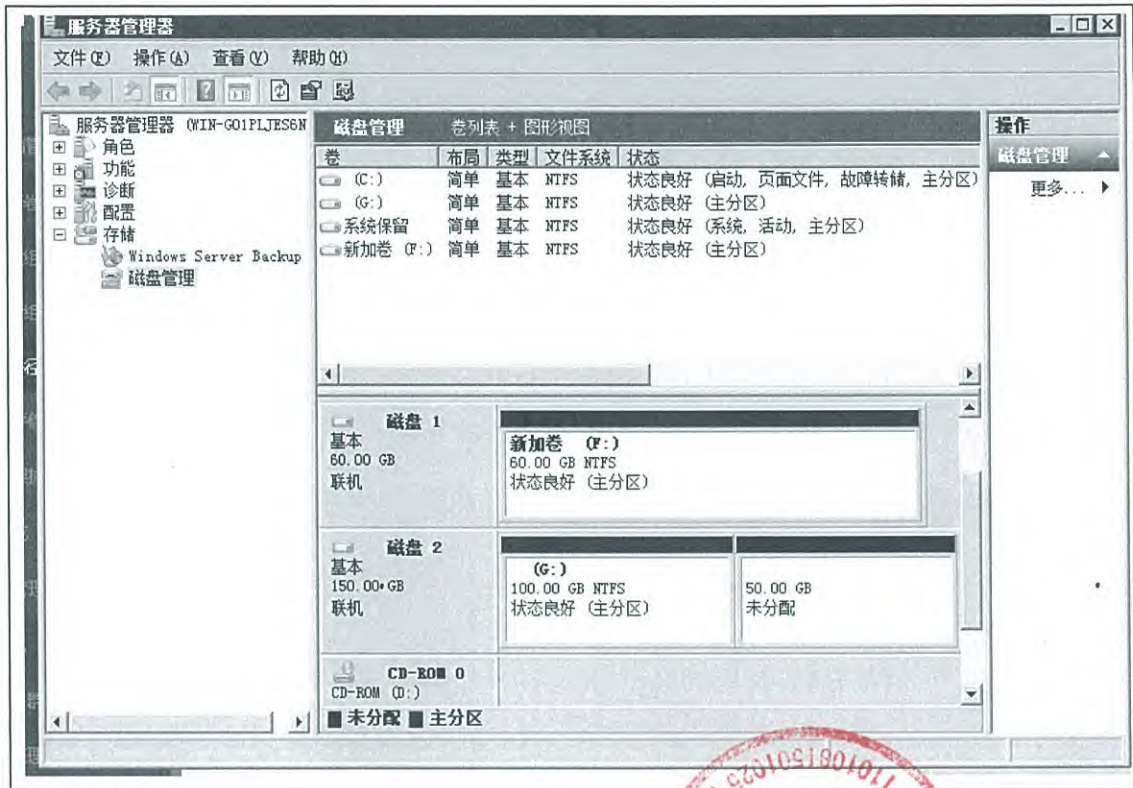 服务器管理器
文件(F) 操作(A) 查看(V) 帮助(H)
服务器管理器 (WIN-GO1PLJES6N
角色
功能
诊断
配置
存储
Windows Server Backup
磁盘管理
磁盘管理 卷列表 + 图形视图
卷 布局 类型 文件系统 状态
(C:) 简单 基本 NTFS 状态良好 (启动, 页面文件, 故障转储, 主分区)
(G:) 简单 基本 NTFS 状态良好 (主分区)
系统保留 简单 基本 NTFS 状态良好 (系统, 活动, 主分区)
新加卷 (F:) 简单 基本 NTFS 状态良好 (主分区)
磁盘 1
基本
60.00 GB
联机
新加卷 (F:)
60.00 GB NTFS
状态良好 (主分区)
磁盘 2
基本
150.00 GB
联机
(G:)
100.00 GB NTFS
状态良好 (主分区)
50.00 GB
未分配
CD-ROM 0
CD-ROM (D:)
未分配 主分区
操作
磁盘管理
更多...